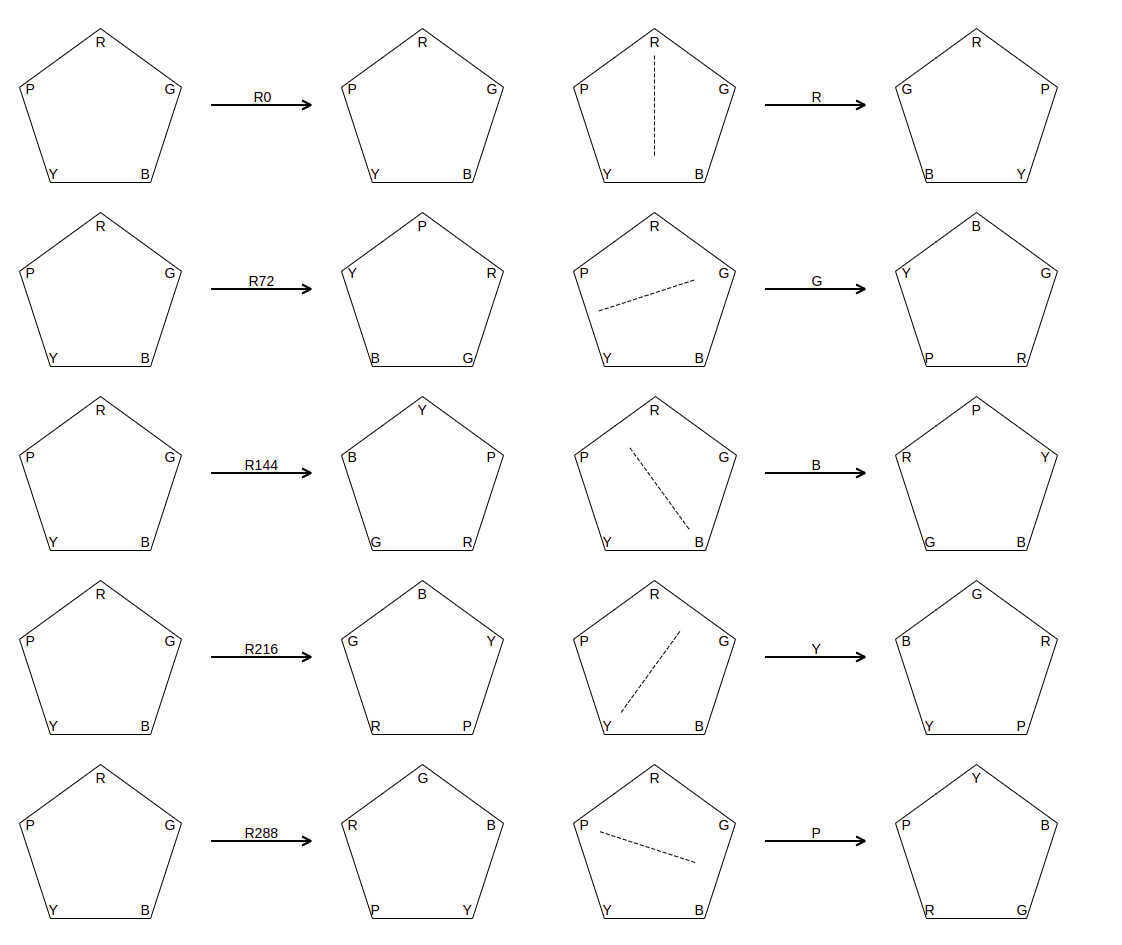 R R R R
P G R0 P G P G R G P
Y B Y B Y B B Y
R P R B
P G R72 Y R P G G Y G
Y B B G Y B P R
R Y R P
P G R144 B P P G B R Y
Y B G R Y B G B
R B R G
P G R216 G Y P G Y B R
Y B R P Y B Y P
R G R Y
P G R288 R B P G P P B
Y B P Y Y B R G